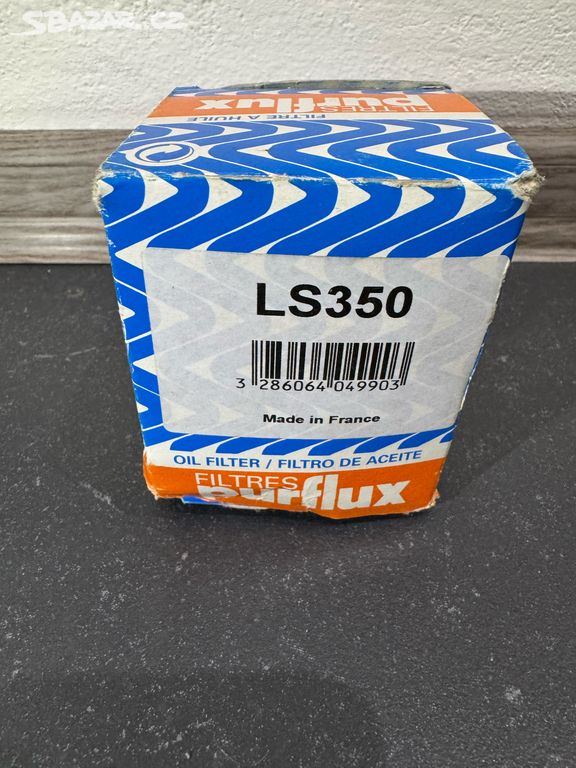 SBAZAR.CZ
FILTRES
purflux
FILTRE A HUILE
LS350
3 286064 049903
Made in France
OIL FILTER / FILTRO DE ACEITE
FILTRES
purflux